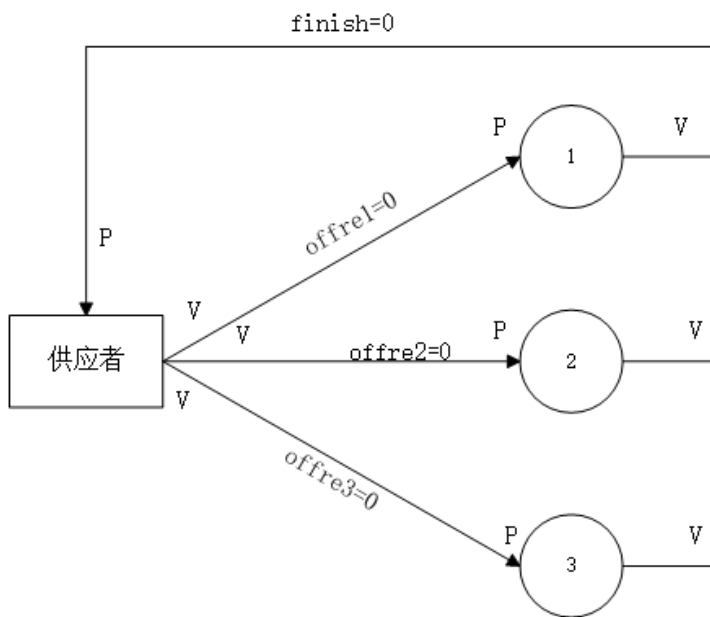 finish=0
P
V
1
offre1=0
P
V
V
供应者
offre2=0
P
2
V
V
offre3=0
P
3
V